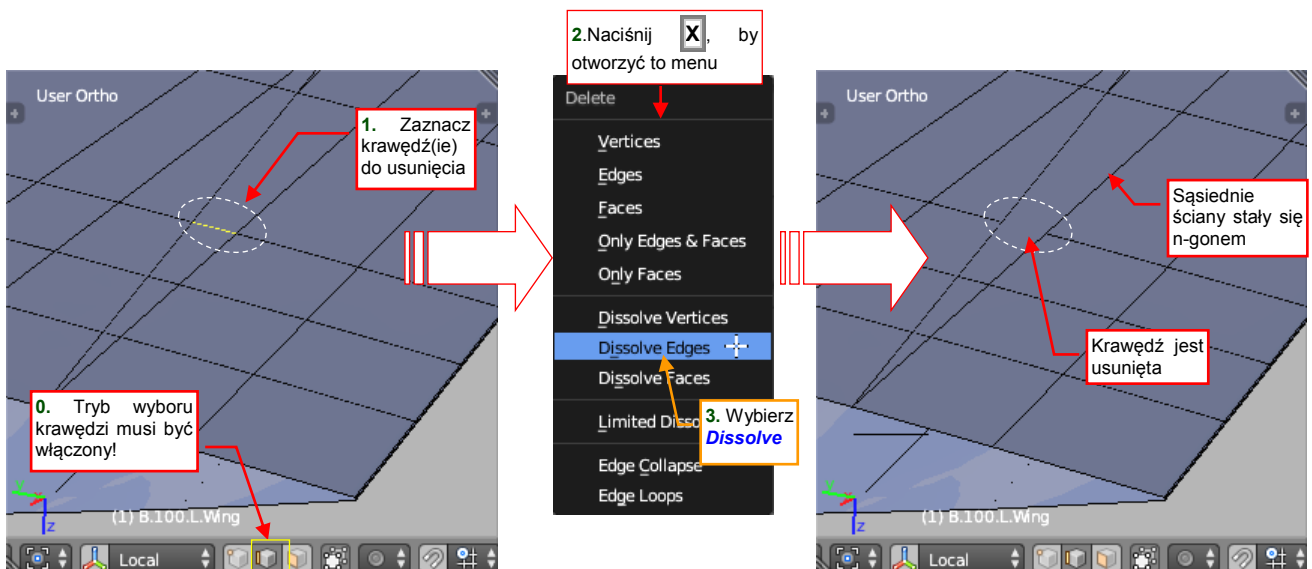 User Ortho
1. Zaznacz
krawędź(ie)
do usunięcia
0. Tryb wyboru
krawędzi musi być
włączony!
y
z
(1) B.100.L.Wing
Local
2.Naciśnij X, by
otworzyć to menu
Delete
Vertices
Edges
Faces
Only Edges & Faces
Only Faces
Dissolve Vertices
Dissolve Edges
Dissolve Faces
Limited Disso
3. Wybierz
Dissolve
Edge Collapse
Edge Loops
User Ortho
Sąsiednie
ściany stały się
n-gonem
Krawędź jest
usunięta
y
z
(1) B.100.L.Wing
Local